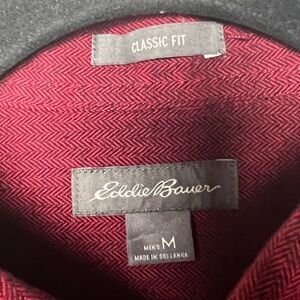 CLASSIC FIT
Eddie Bauer
MEN'S M
MADE IN SRI LANKA